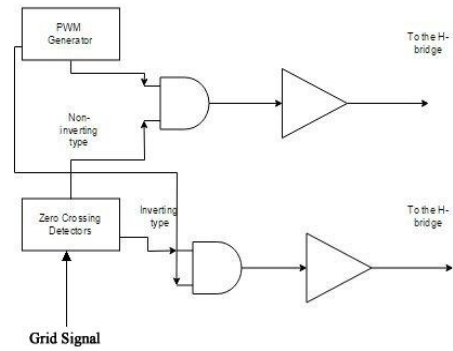 PWM
Generator
To the H-
bridge
Non-
inverting
type
Zero Crossing
Detectors
Inverting
type
To the H-
bridge
Grid Signal